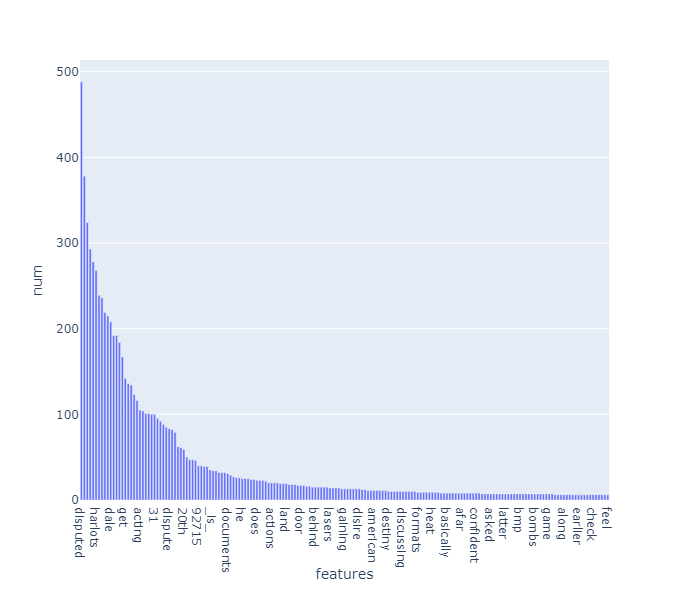 500
400
300
200
100
0
num
disputed
harlots
dale
get
acting
31
dispute
20th
92715
_is_
documents
he
does
actions
land
door
behind
lasers
gaining
disire
american
destiny
discussing
formats
heat
basically
afar
confident
asked
latter
bmp
bombs
game
along
earlier
check
feel
features